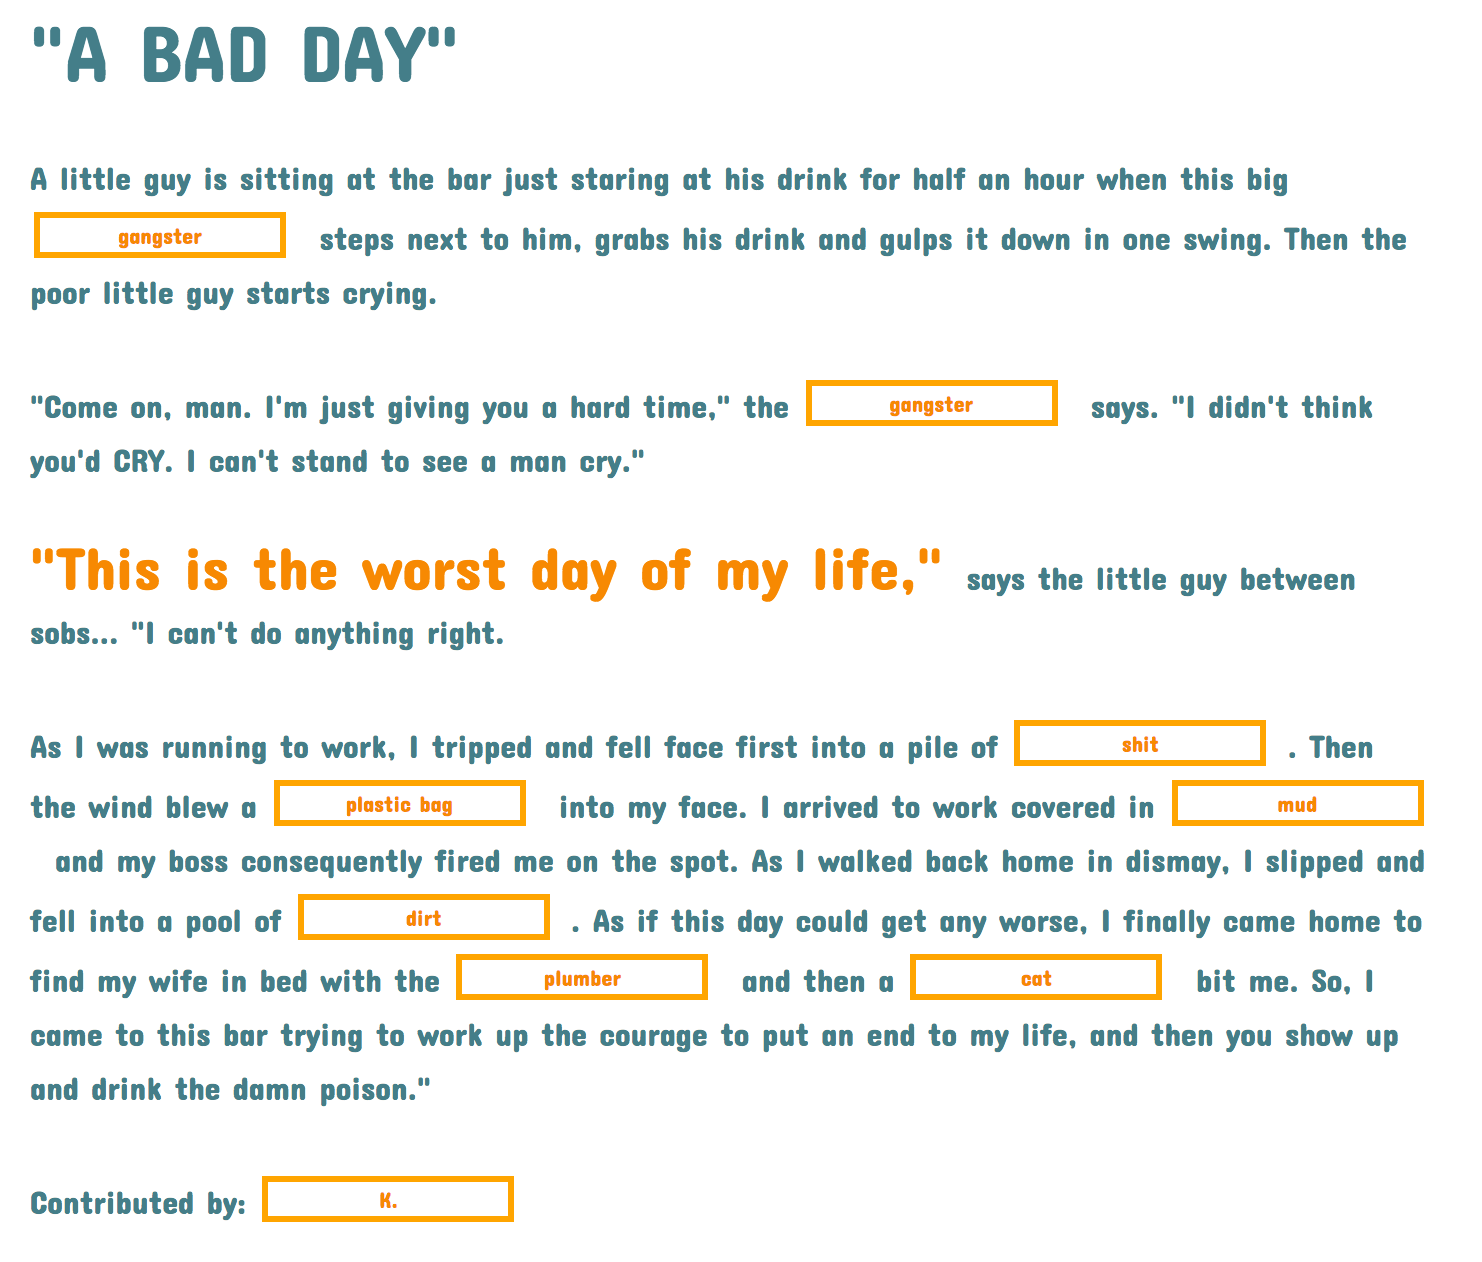 "A BAD DAY"
A little guy is sitting at the bar just staring at his drink for half an hour when this big
gangster steps next to him, grabs his drink and gulps it down in one swing. Then the
poor little guy starts crying.
"Come on, man. I'm just giving you a hard time," the gangster says. "I didn't think
you'd CRY. I can't stand to see a man cry."
"This is the worst day of my life," says the little guy between
sobs... "I can't do anything right.
As I was running to work, I tripped and fell face first into a pile of shit . Then
the wind blew a plastic bag into my face. I arrived to work covered in mud
and my boss consequently fired me on the spot. As I walked back home in dismay, I slipped and
fell into a pool of dirt . As if this day could get any worse, I finally came home to
find my wife in bed with the plumber and then a cat bit me. So, I
came to this bar trying to work up the courage to put an end to my life, and then you show up
and drink the damn poison."
Contributed by: K.